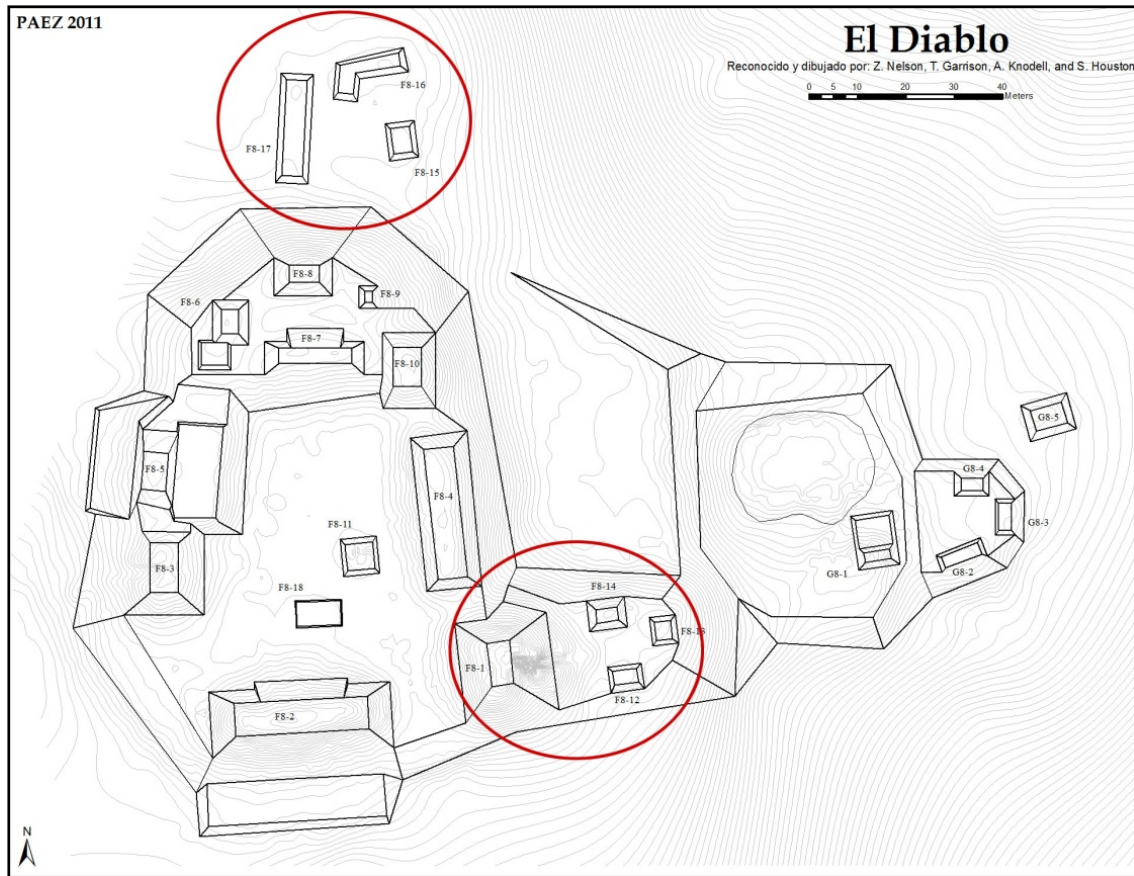 PAEZ 2011
El Diablo
Reconocido y dibujado por: Z. Nelson, T. Garrison, A. Knodell, and S. Houston
0 5 10 20 30 40
Meters
F8-16
F8-17
F8-15
F8-8
F8-6
F8-9
F8-7
F8-10
G8-5
F8-5
G8-4
F8-4
G8-3
F8-11
F8-3
G8-1
G8-2
F8-18
F8-14
F8-13
F8-1
F8-12
F8-2
N